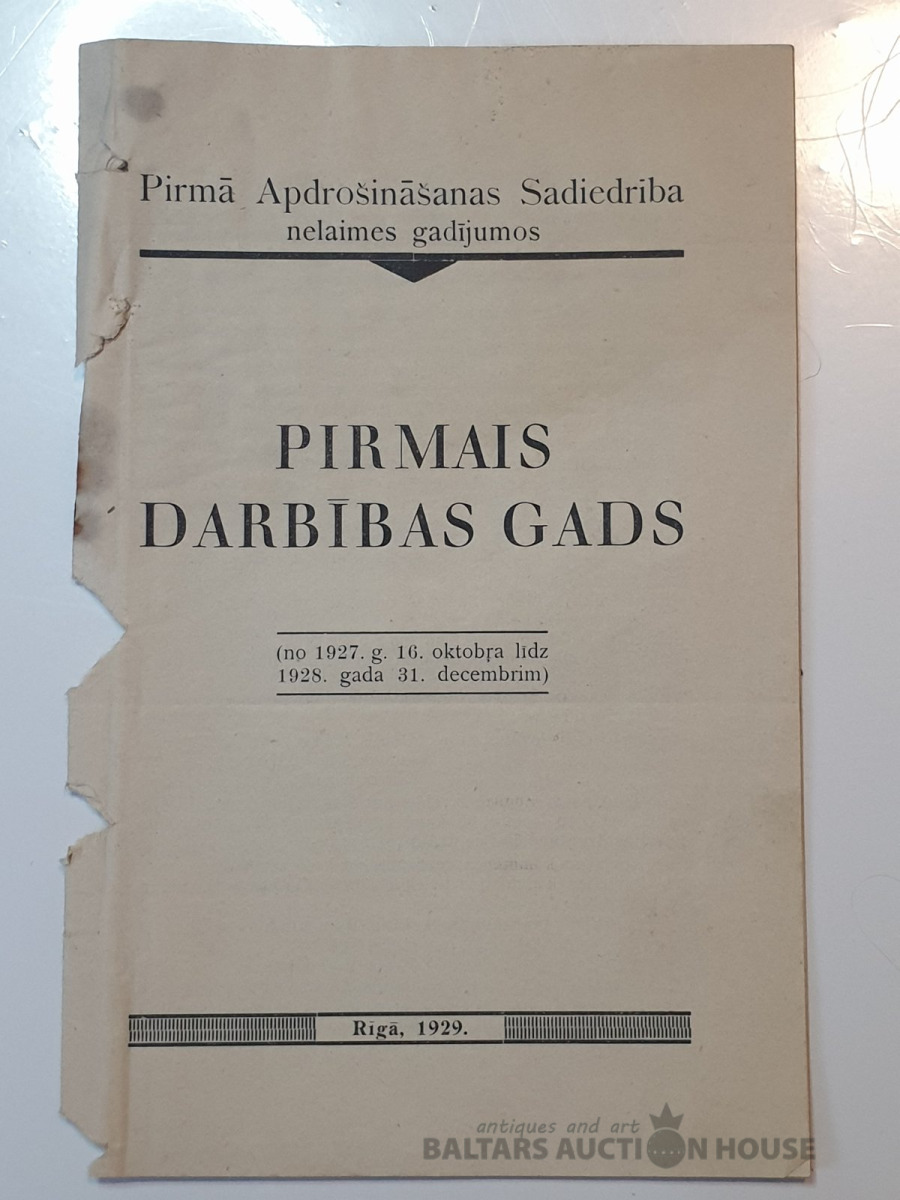 Pirmā Apdrošināšanas Sadiedrība
nelaimes gadījumos
PIRMAIS
DARBĪBAS GADS
(no 1927. g. 16. oktobŗa līdz
1928. gada 31. decembrim)
Rīgā, 1929.
antiques and art
BALTARS AUCTION HOUSE